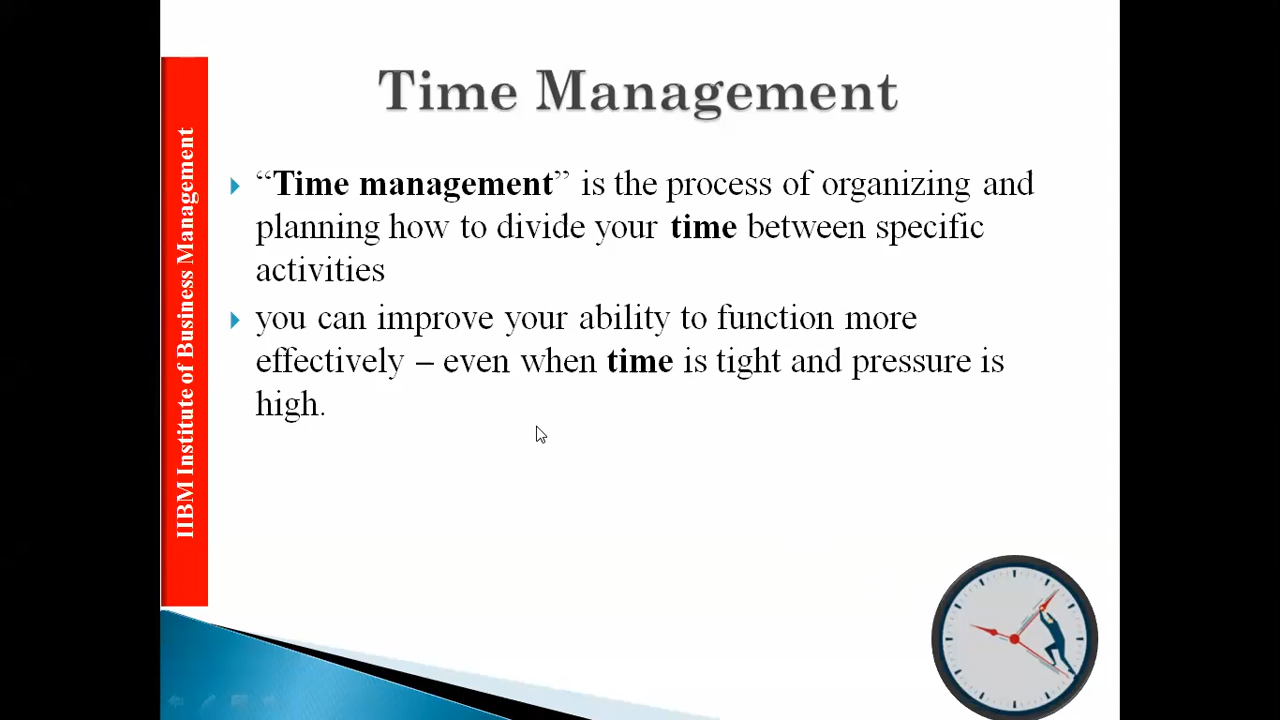 Time Management
IIBM Institute of Business Management
“Time management” is the process of organizing and
planning how to divide your time between specific
activities
you can improve your ability to function more
effectively – even when time is tight and pressure is
high.